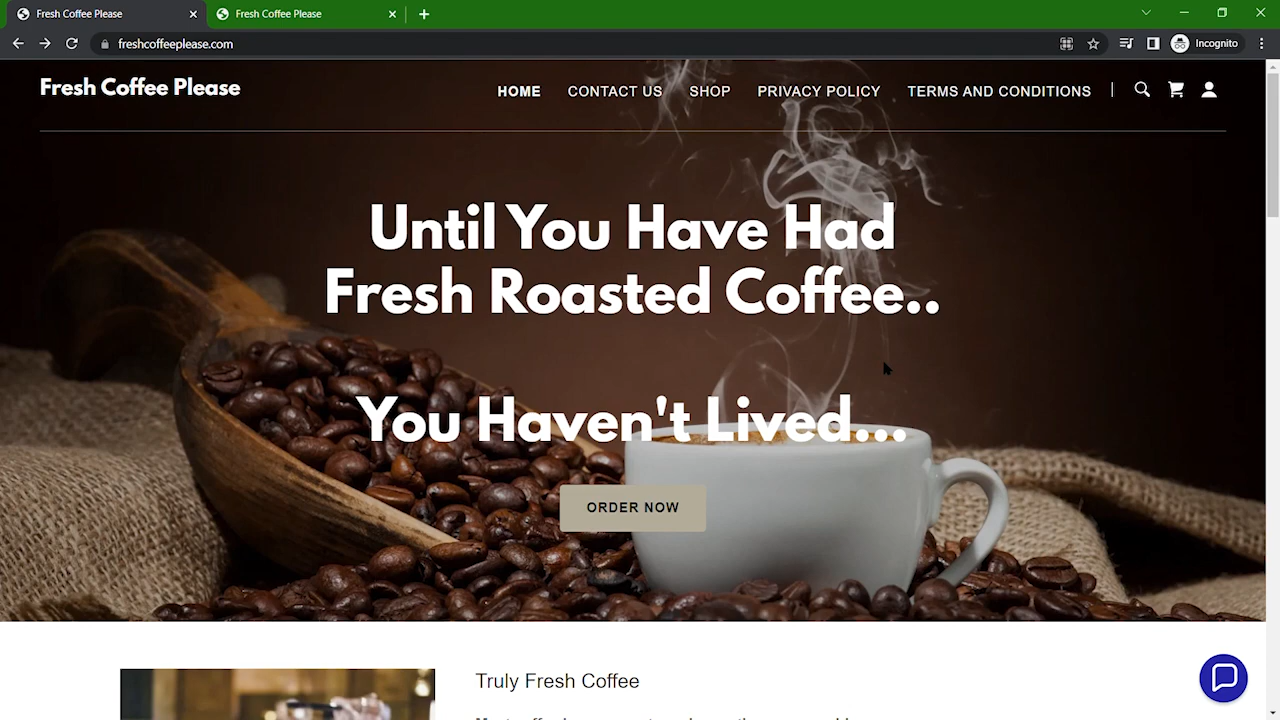 Fresh Coffee Please
Fresh Coffee Please
freshcoffeeplease.com
Incognito
Fresh Coffee Please
HOME
CONTACT US
SHOP
PRIVACY POLICY
TERMS AND CONDITIONS
Until You Have Had
Fresh Roasted Coffee..
You Haven't Lived...
ORDER NOW
Truly Fresh Coffee